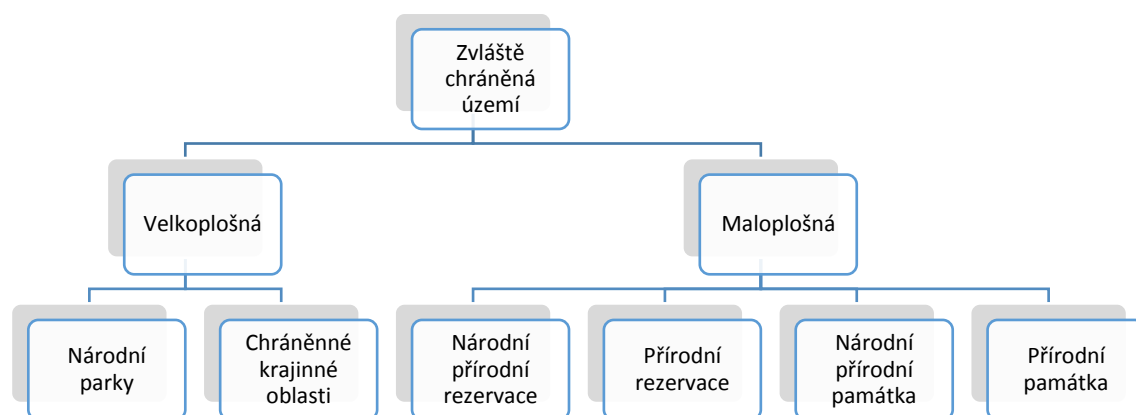 Zvláště
chráněná
území
Velkoplošná
Maloplošná
Národní
parky
Chráněnné
krajinné
oblasti
Národní
přírodní
rezervace
Přírodní
rezervace
Národní
přírodní
památka
Přírodní
památka